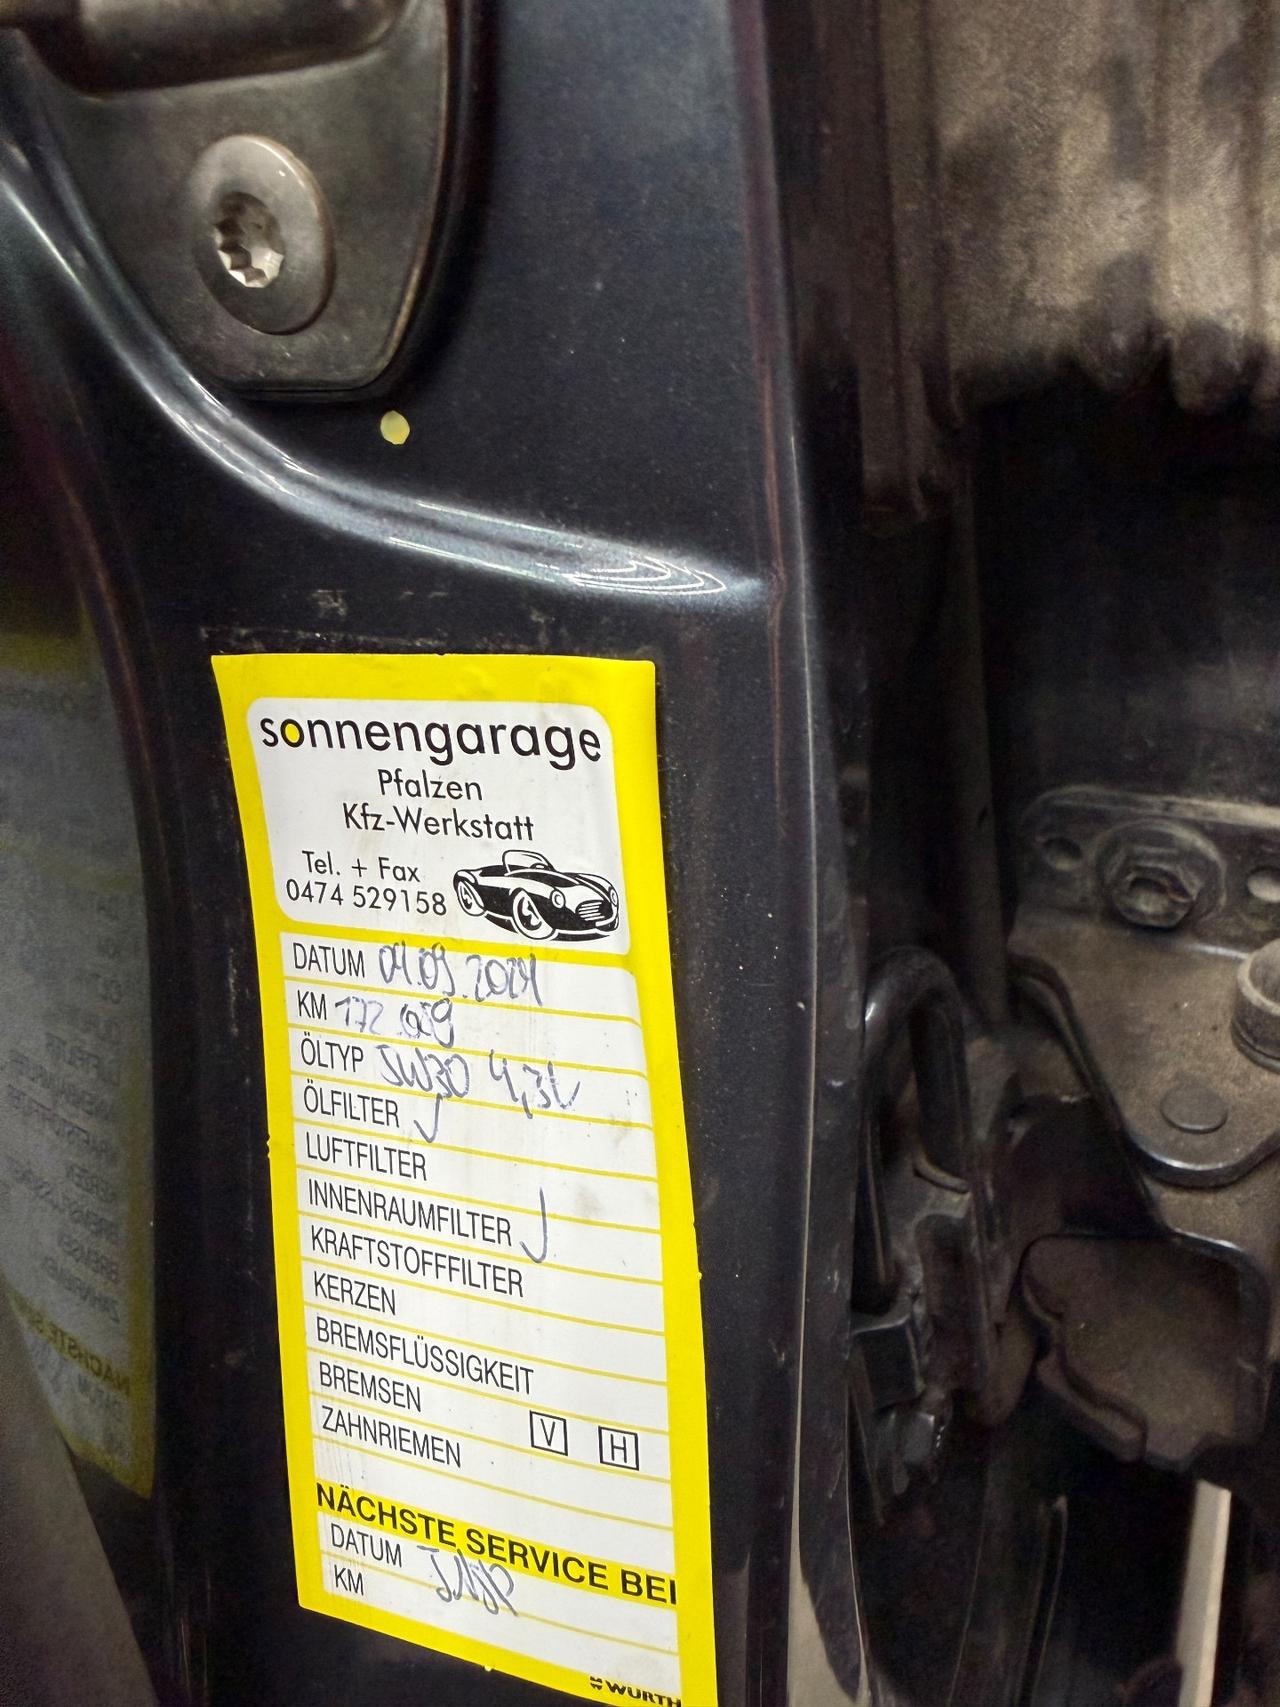 sonnengarage
Pfalzen
Kfz-Werkstatt
Tel. + Fax
0474 529158
DATUM 04.09.2024
KM 172
ÖLTYP 5W30 4,3L
ÖLFILTER ✓
LUFTFILTER
INNENRAUMFILTER ✓
KRAFTSTOFFFILTER
KERZEN
BREMSFLÜSSIGKEIT
BREMSEN V H
ZAHNRIEMEN
NÄCHSTE SERVICE BEI
DATUM
KM
WÜRTH